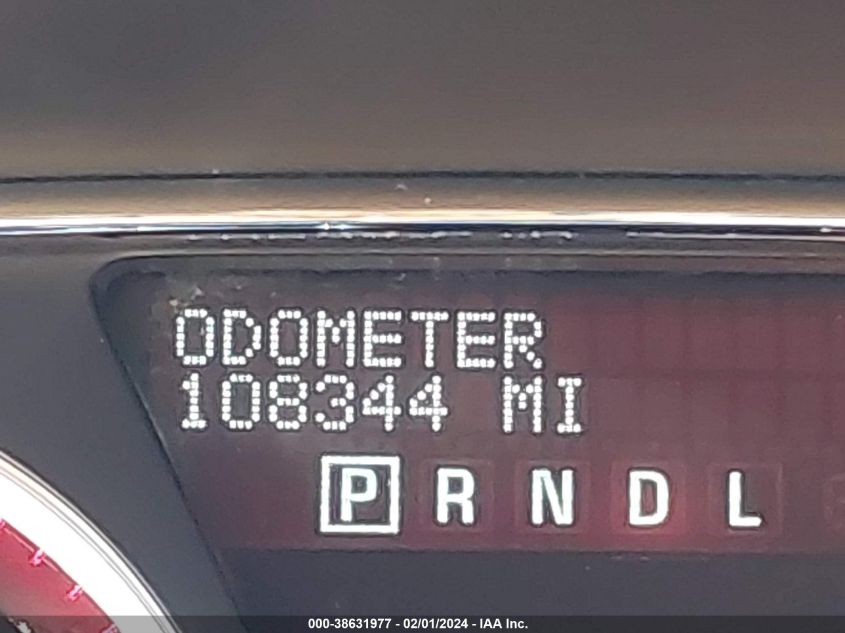 ODOMETER
108344 MI
P R N D L
000-38631977 - 02/01/2024 - IAA Inc.